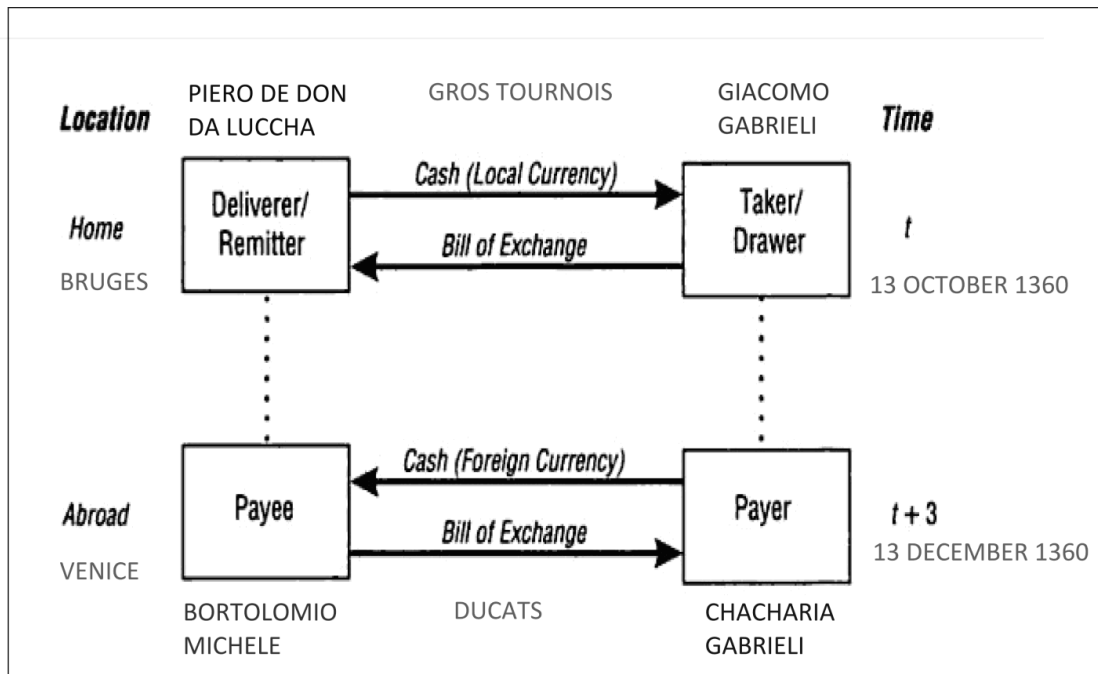 PIERO DE DON
DA LUCCHA
GROS TOURNOIS
GIACOMO
GABRIELI
Location
Time
Cash (Local Currency)
Deliverer/
Remitter
Taker/
Drawer
Home
Bill of Exchange
t
BRUGES
13 OCTOBER 1360
Cash (Foreign Currency)
Abroad
Payee
Payer
t + 3
Bill of Exchange
VENICE
13 DECEMBER 1360
BORTOLOMIO
MICHELE
DUCATS
CHACHARIA
GABRIELI